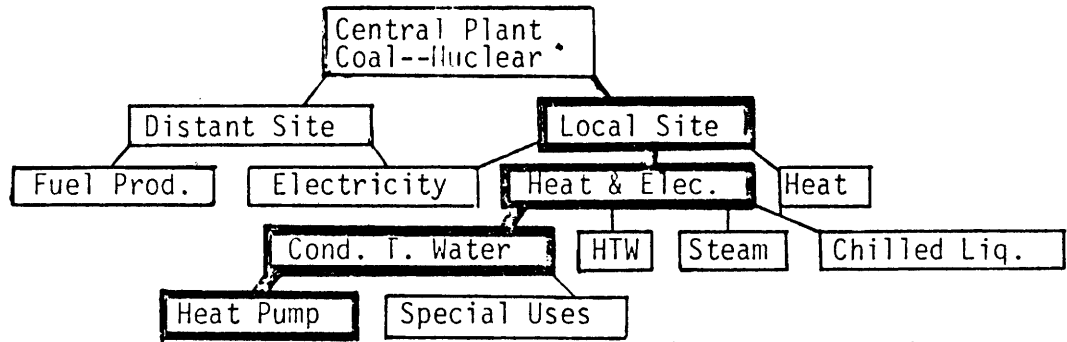 Central Plant
Coal--Nuclear
Distant Site
Local Site
Fuel Prod.
Electricity
Heat & Elec.
Heat
Cond. T. Water
HTW
Steam
Chilled Liq.
Heat Pump
Special Uses